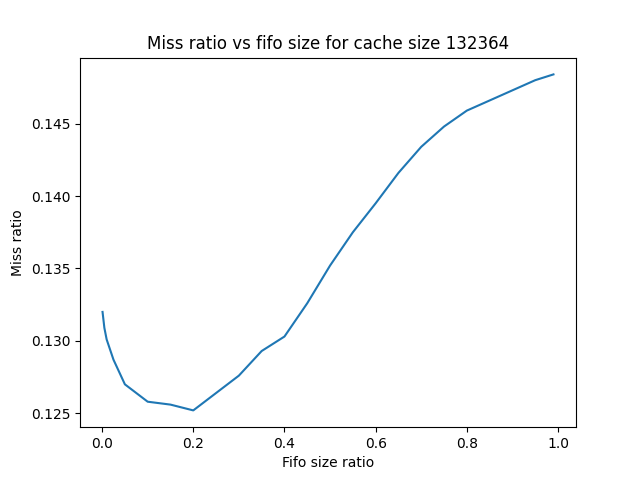 Miss ratio vs fifo size for cache size 132364
0.145
0.140
0.135
0.130
0.125
Miss ratio
0.0 0.2 0.4 0.6 0.8 1.0
Fifo size ratio